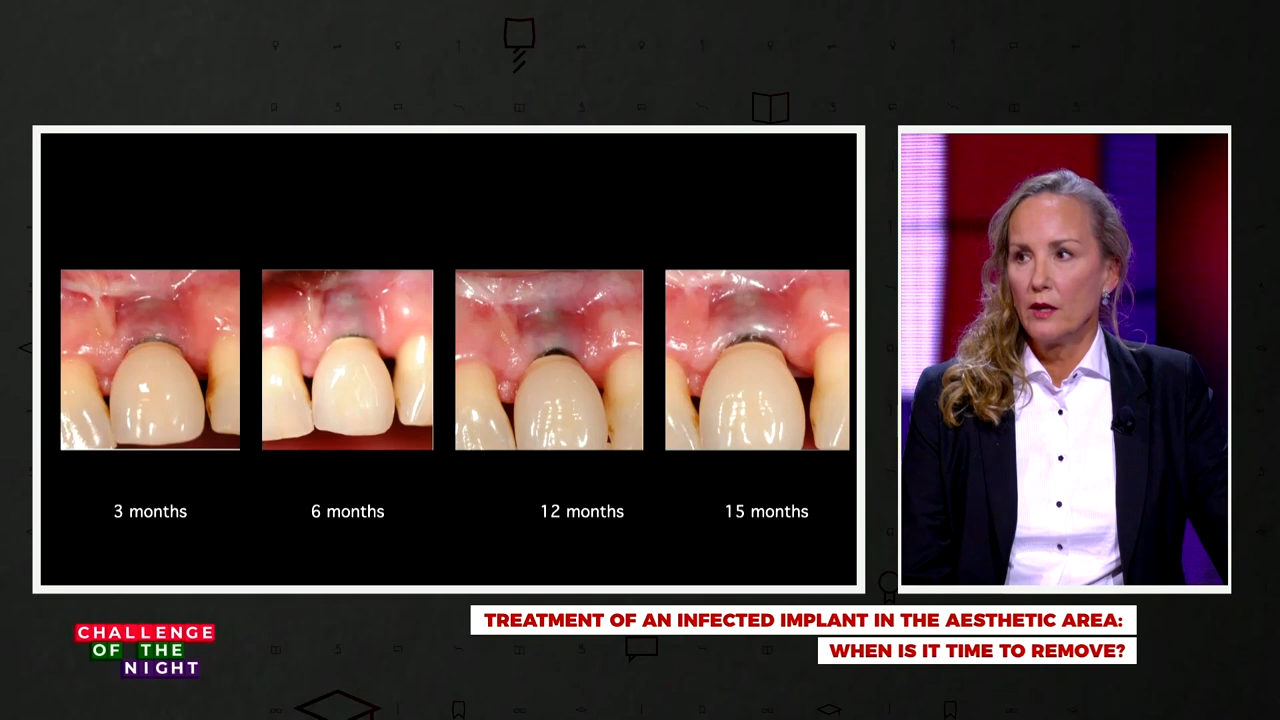 3 months
6 months
12 months
15 months
CHALLENGE
OF THE
NIGHT
TREATMENT OF AN INFECTED IMPLANT IN THE AESTHETIC AREA:
WHEN IS IT TIME TO REMOVE?